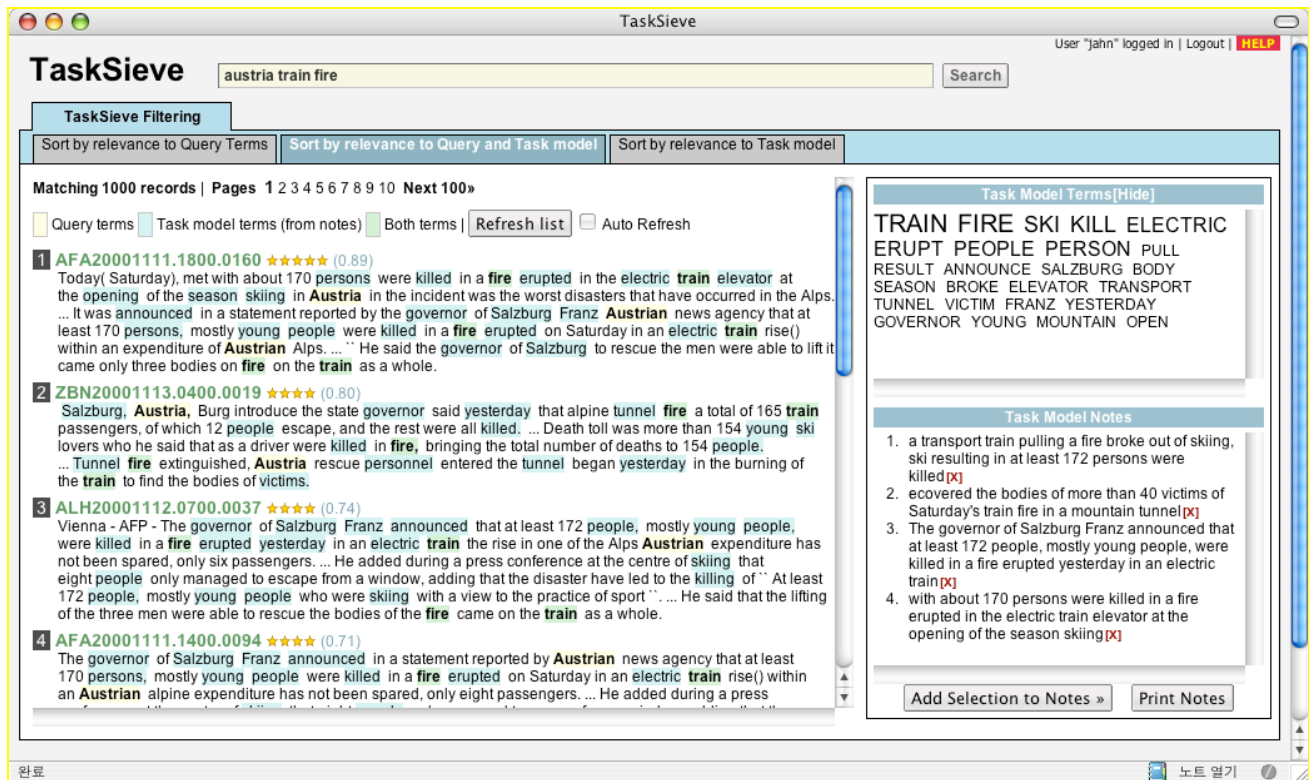 TaskSieve
User "jahn" logged in | Logout | HELP
TaskSieve
austria train fire
Search
TaskSieve Filtering
Sort by relevance to Query Terms
Sort by relevance to Query and Task model
Sort by relevance to Task model
Matching 1000 records | Pages 1 2 3 4 5 6 7 8 9 10 Next 100»
Query terms Task model terms (from notes) Both terms | Refresh list Auto Refresh
1 AFA20001111.1800.0160 ★★★★★ (0.89)
Today( Saturday), met with about 170 persons were killed in a fire erupted in the electric train elevator at
the opening of the season skiing in Austria in the incident was the worst disasters that have occurred in the Alps.
... It was announced in a statement reported by the governor of Salzburg Franz Austrian news agency that at
least 170 persons, mostly young people were killed in a fire erupted on Saturday in an electric train rise()
within an expenditure of Austrian Alps. ... `` He said the governor of Salzburg to rescue the men were able to lift it
came only three bodies on fire on the train as a whole.
2 ZBN20001113.0400.0019 ★★★★ (0.80)
Salzburg, Austria, Burg introduce the state governor said yesterday that alpine tunnel fire a total of 165 train
passengers, of which 12 people escape, and the rest were all killed. ... Death toll was more than 154 young ski
lovers who he said that as a driver were killed in fire, bringing the total number of deaths to 154 people.
... Tunnel fire extinguished, Austria rescue personnel entered the tunnel began yesterday in the burning of
the train to find the bodies of victims.
3 ALH20001112.0700.0037 ★★★★ (0.74)
Vienna - AFP - The governor of Salzburg Franz announced that at least 172 people, mostly young people,
were killed in a fire erupted yesterday in an electric train the rise in one of the Alps Austrian expenditure has
not been spared, only six passengers. ... He added during a press conference at the centre of skiing that
eight people only managed to escape from a window, adding that the disaster have led to the killing of `` At least
172 people, mostly young people who were skiing with a view to the practice of sport ``. ... He said that the lifting
of the three men were able to rescue the bodies of the fire came on the train as a whole.
4 AFA20001111.1400.0094 ★★★★ (0.71)
The governor of Salzburg Franz announced in a statement reported by Austrian news agency that at least
170 persons, mostly young people were killed in a fire erupted on Saturday in an electric train rise() within
an Austrian alpine expenditure has not been spared, only eight passengers. ... He added during a press
Task Model Terms[Hide]
TRAIN FIRE SKI KILL ELECTRIC
ERUPT PEOPLE PERSON PULL
RESULT ANNOUNCE SALZBURG BODY
SEASON BROKE ELEVATOR TRANSPORT
TUNNEL VICTIM FRANZ YESTERDAY
GOVERNOR YOUNG MOUNTAIN OPEN
Task Model Notes
1. a transport train pulling a fire broke out of skiing,
ski resulting in at least 172 persons were
killed[X]
2. ecovered the bodies of more than 40 victims of
Saturday's train fire in a mountain tunnel[X]
3. The governor of Salzburg Franz announced that
at least 172 people, mostly young people, were
killed in a fire erupted yesterday in an electric
train[X]
4. with about 170 persons were killed in a fire
erupted in the electric train elevator at the
opening of the season skiing[X]
Add Selection to Notes »
Print Notes
완료
노트 열기